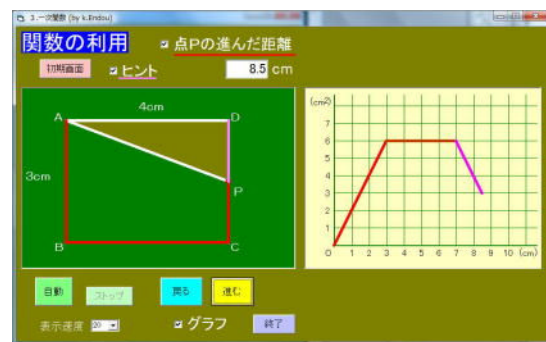 3.一次関数 (by k.Endou)
関数の利用 点Pの進んだ距離
初期画面 ヒント 8.5 cm
4cm
A D
3cm
P
B C
(cm2)
7
6
5
4
3
2
1
0 1 2 3 4 5 6 7 8 9 10 (cm)
自動 ストップ 戻る 進む
表示速度 20 グラフ 終了